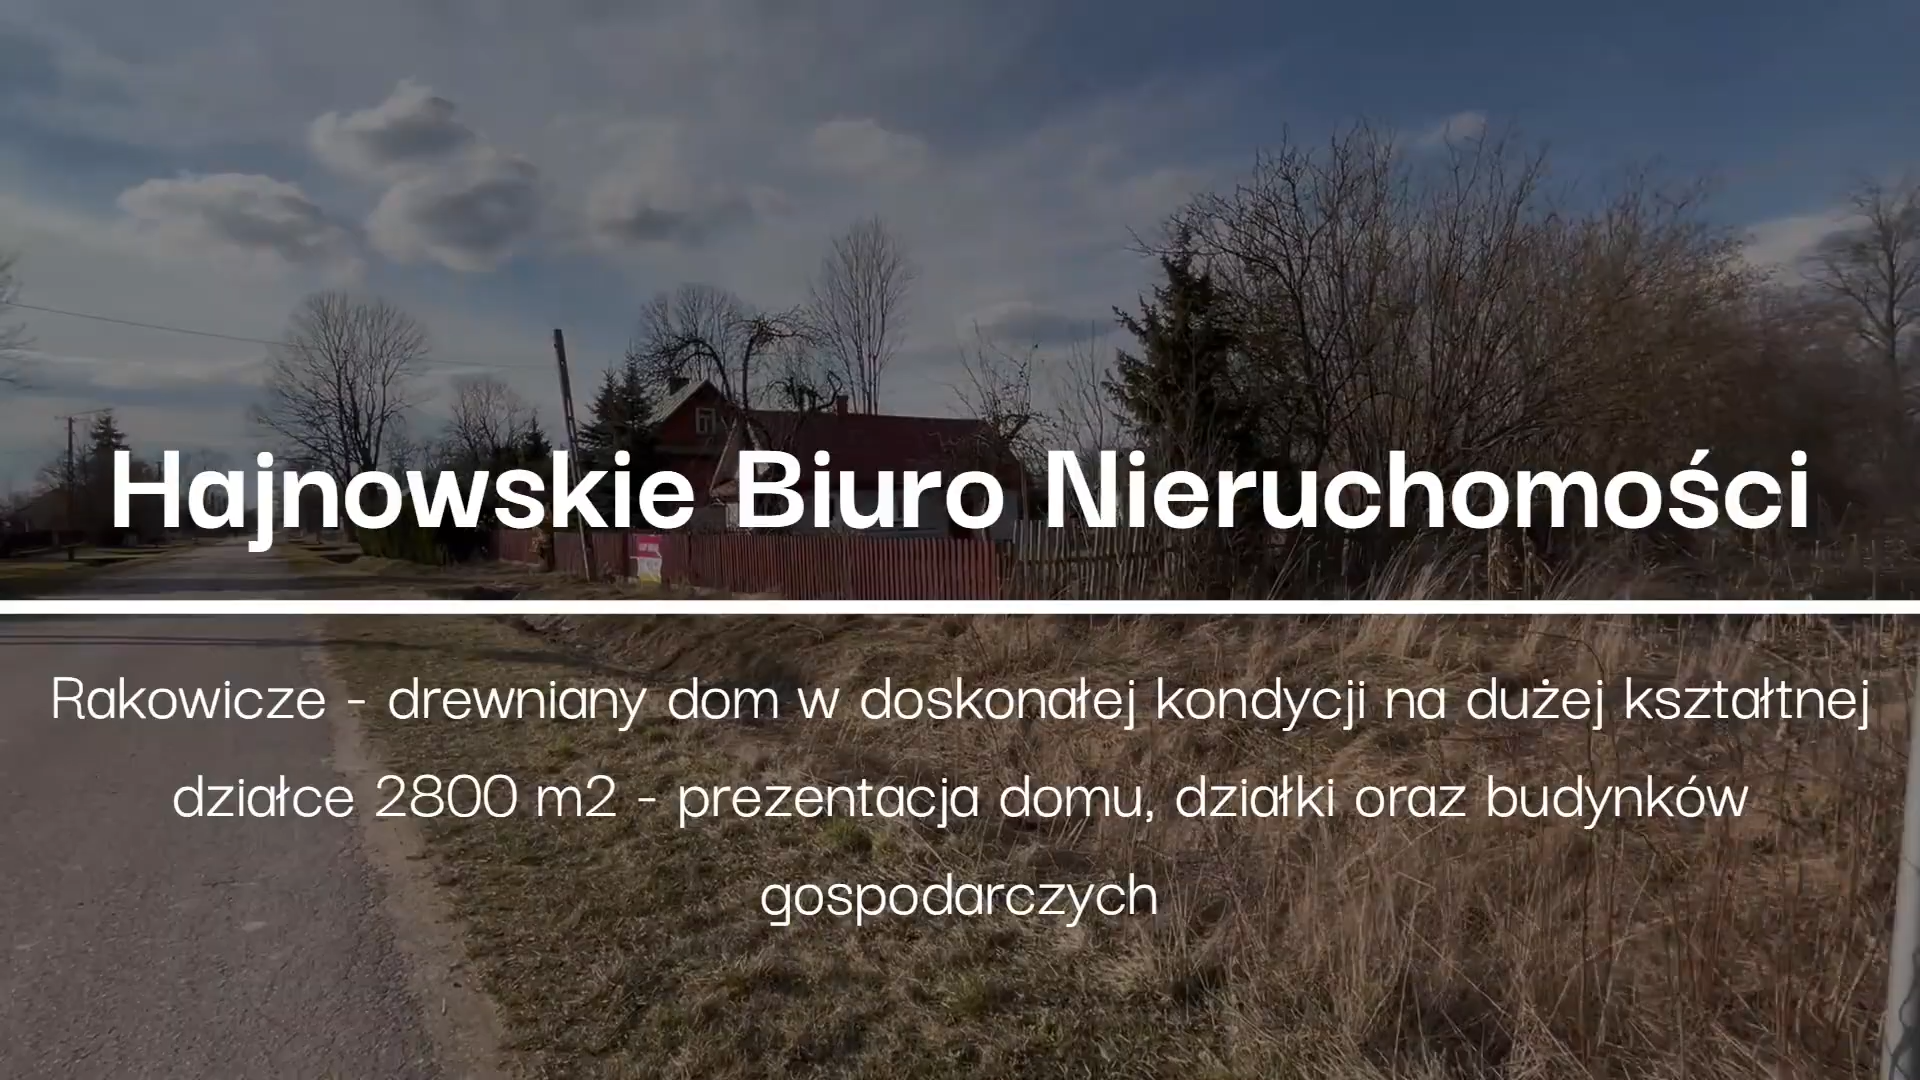 Hajnowskie Biuro Nieruchomości
Rakowicze - drewniany dom w doskonałej kondycji na dużej kształtnej
działce 2800 m2 - prezentacja domu, działki oraz budynków
gospodarczych